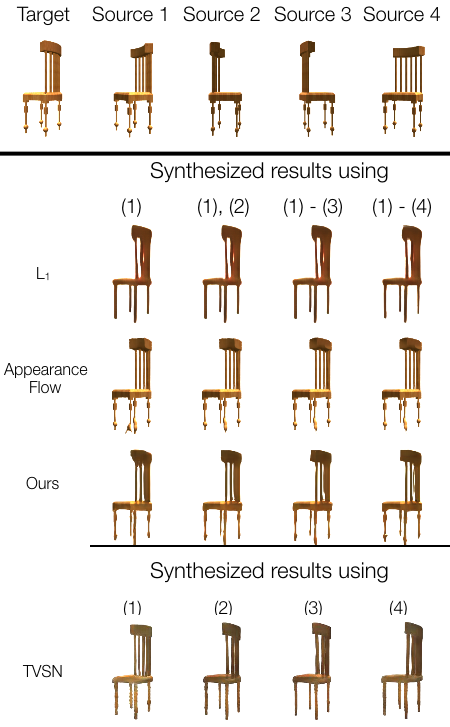 Target Source 1 Source 2 Source 3 Source 4
Synthesized results using
(1) (1), (2) (1) - (3) (1) - (4)
L₁
Appearance
Flow
Ours
Synthesized results using
(1) (2) (3) (4)
TVSN